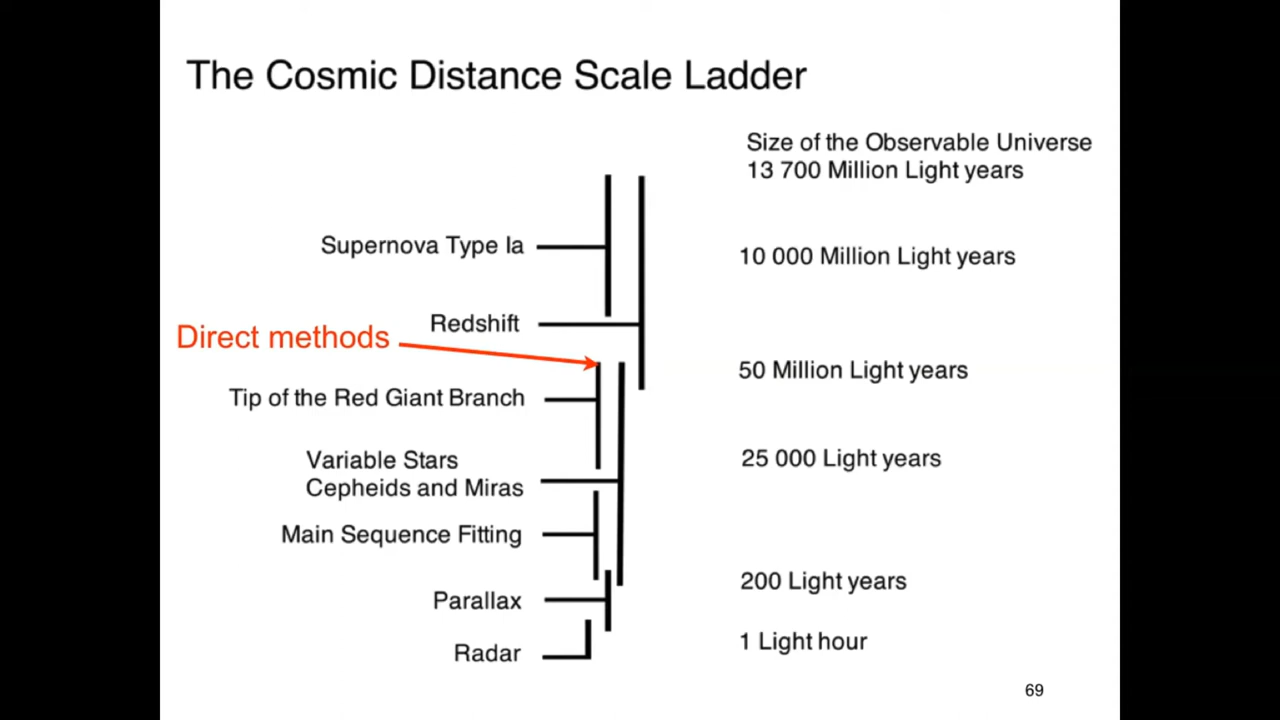 The Cosmic Distance Scale Ladder
Size of the Observable Universe
13 700 Million Light years
Supernova Type Ia
10 000 Million Light years
Redshift
Direct methods
50 Million Light years
Tip of the Red Giant Branch
Variable Stars
Cepheids and Miras
25 000 Light years
Main Sequence Fitting
200 Light years
Parallax
1 Light hour
Radar
69